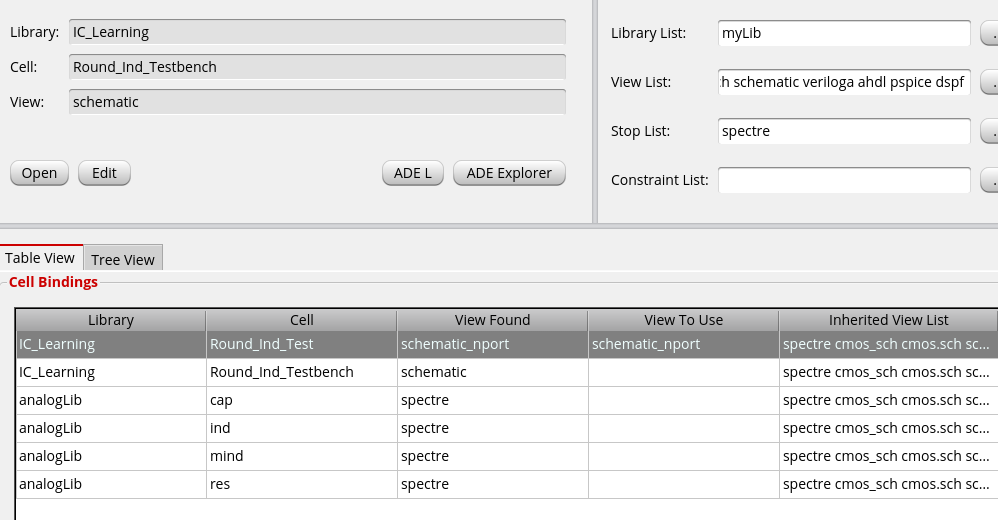 Library: IC_Learning
Cell: Round_Ind_Testbench
View: schematic
Open Edit ADE L ADE Explorer
Library List: myLib
View List: schematic veriloga ahdl pspice dspf
Stop List: spectre
Constraint List:
Table View Tree View
Cell Bindings
Library Cell View Found View To Use Inherited View List
IC_Learning Round_Ind_Test schematic_nport schematic_nport spectre cmos_sch cmos.sch sc...
IC_Learning Round_Ind_Testbench schematic spectre cmos_sch cmos.sch sc...
analogLib cap spectre spectre cmos_sch cmos.sch sc...
analogLib ind spectre spectre cmos_sch cmos.sch sc...
analogLib mind spectre spectre cmos_sch cmos.sch sc...
analogLib res spectre spectre cmos_sch cmos.sch sc...